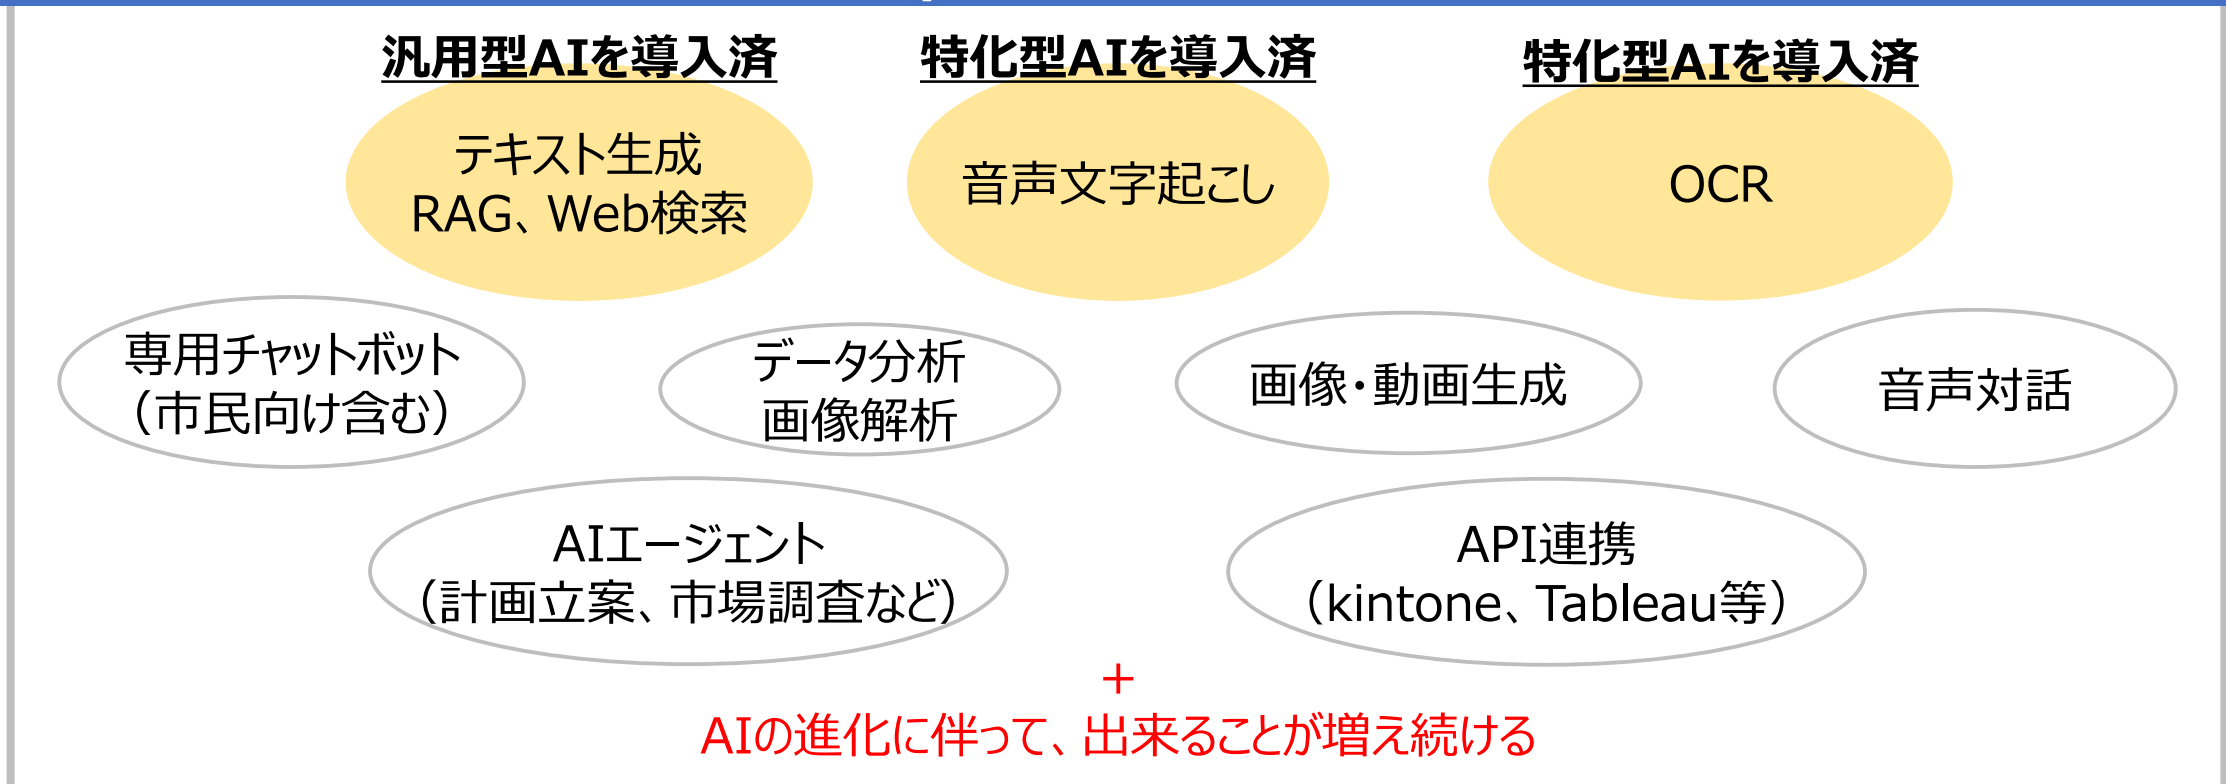 汎用型AIを導入済
特化型AIを導入済
特化型AIを導入済
テキスト生成
RAG、Web検索
音声文字起こし
OCR
専用チャットボット
（市民向け含む）
データ分析
画像解析
画像・動画生成
音声対話
AIエージェント
（計画立案、市場調査など）
API連携
（kintone、Tableau等）
＋
AIの進化に伴って、出来ることが増え続ける